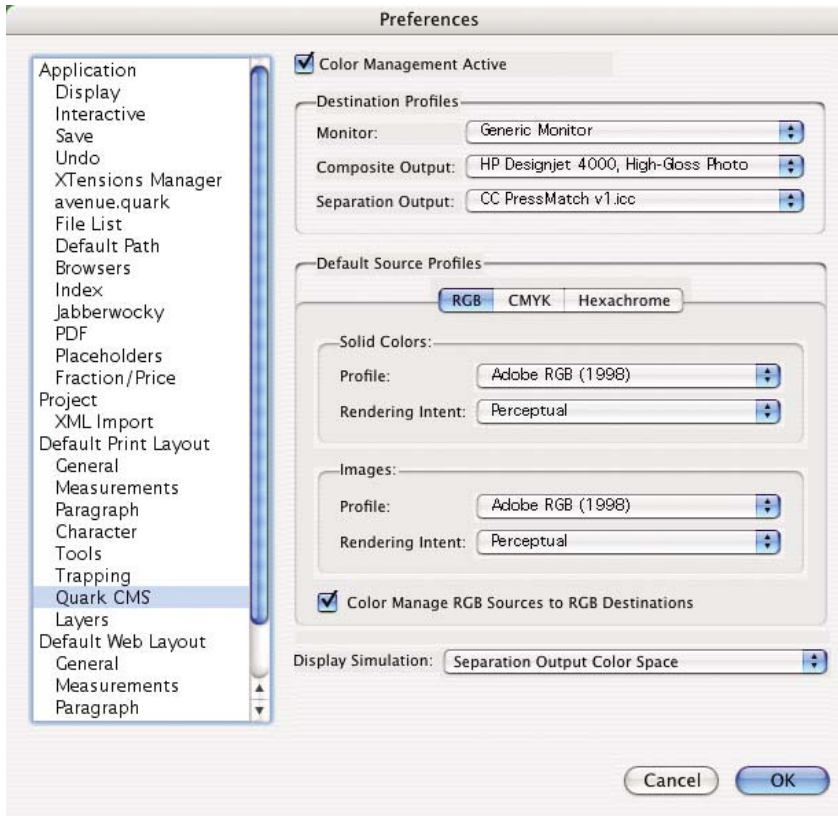 Preferences
Application
Display
Interactive
Save
Undo
XTensions Manager
avenue.quark
File List
Default Path
Browsers
Index
Jabberwocky
PDF
Placeholders
Fraction/Price
Project
XML Import
Default Print Layout
General
Measurements
Paragraph
Character
Tools
Trapping
Quark CMS
Layers
Default Web Layout
General
Measurements
Paragraph
Color Management Active
Destination Profiles
Monitor: Generic Monitor
Composite Output: HP Designjet 4000, High-Gloss Photo
Separation Output: CC PressMatch v1.icc
Default Source Profiles
RGB CMYK Hexachrome
Solid Colors:
Profile: Adobe RGB (1998)
Rendering Intent: Perceptual
Images:
Profile: Adobe RGB (1998)
Rendering Intent: Perceptual
Color Manage RGB Sources to RGB Destinations
Display Simulation: Separation Output Color Space
Cancel OK